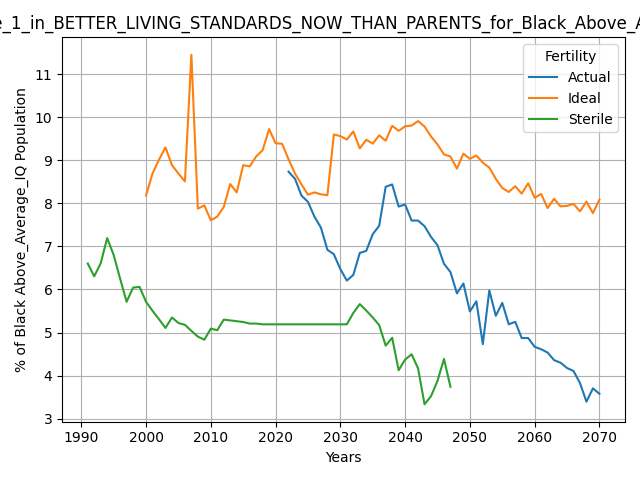 e_1_in_BETTER_LIVING_STANDARDS_NOW_THAN_PARENTS_for_Black_Above_A
Fertility
Actual
Ideal
Sterile
% of Black Above_Average_IQ Population
11
10
9
8
7
6
5
4
3
1990 2000 2010 2020 2030 2040 2050 2060 2070
Years